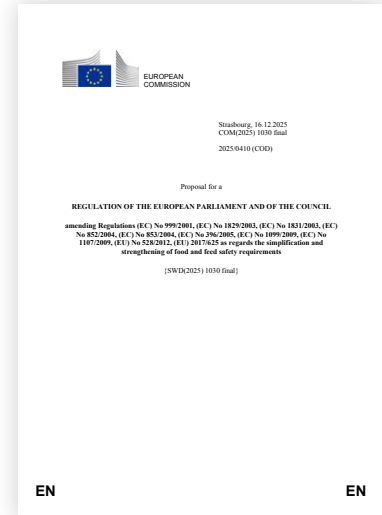 EUROPEAN
COMMISSION
Strasbourg, 16.12.2025
COM(2025) 1030 final
2025/0410 (COD)
Proposal for a
REGULATION OF THE EUROPEAN PARLIAMENT AND OF THE COUNCIL
amending Regulations (EC) No 999/2001, (EC) No 1829/2003, (EC) No 1831/2003, (EC)
No 852/2004, (EC) No 853/2004, (EC) No 396/2005, (EC) No 1099/2009, (EC) No
1107/2009, (EU) No 528/2012, (EU) 2017/625 as regards the simplification and
strengthening of food and feed safety requirements
{SWD(2025) 1030 final}
EN EN